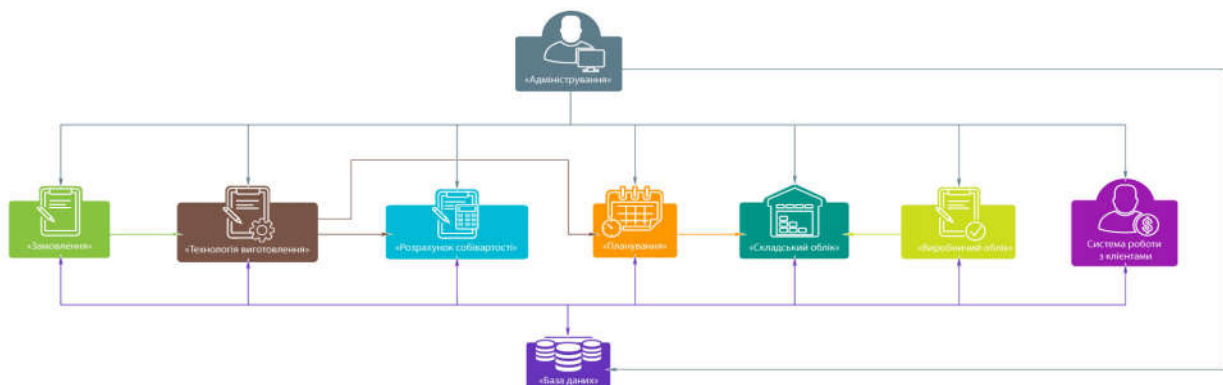 «Адміністрування»
«Замовлення»
«Технологія виготовлення»
«Розрахунок собівартості»
«Планування»
«Складський облік»
«Виробничий облік»
Система роботи
з клієнтами
«База даних»